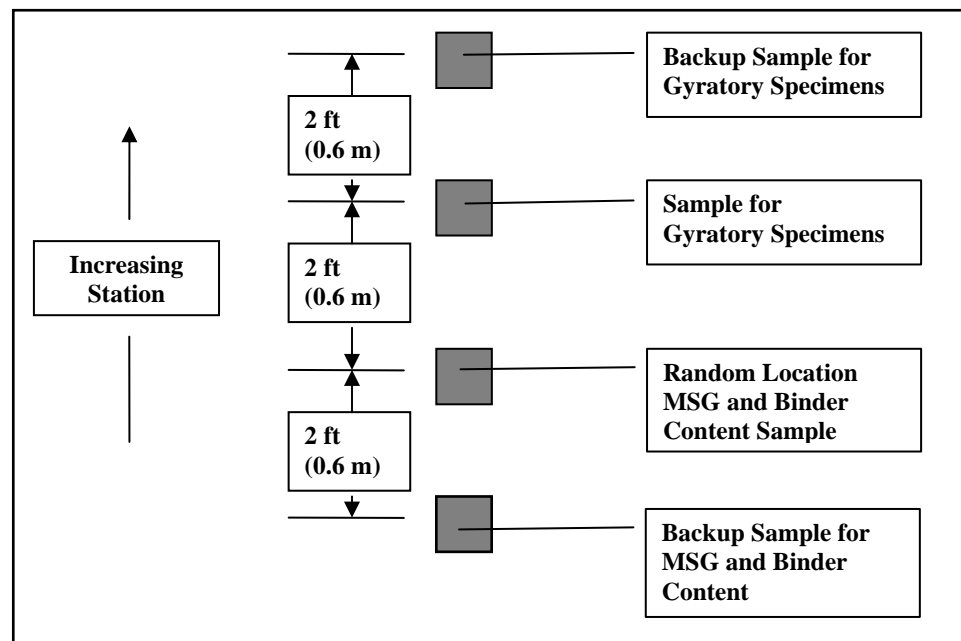 Backup Sample for
Gyratory Specimens
2 ft
(0.6 m)
Sample for
Gyratory Specimens
Increasing
Station
2 ft
(0.6 m)
Random Location
MSG and Binder
Content Sample
2 ft
(0.6 m)
Backup Sample for
MSG and Binder
Content